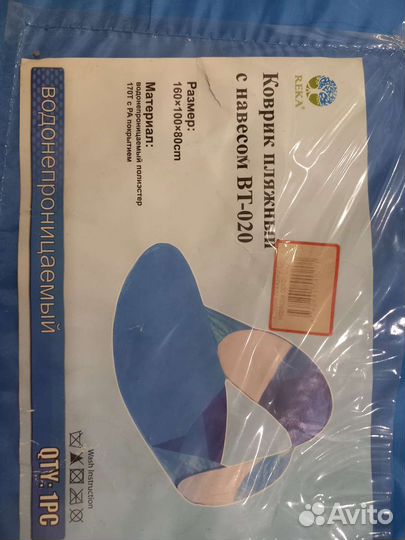 REKA®
Коврик пляжный
с навесом BT-020
Размер:
160×100×80cm
Материал:
водонепроницаемый полиэстер
170T с PA покрытием
ВОДОНЕПРОНИЦАЕМЫЙ
QTY: 1PC
Wash Instruction
Avito